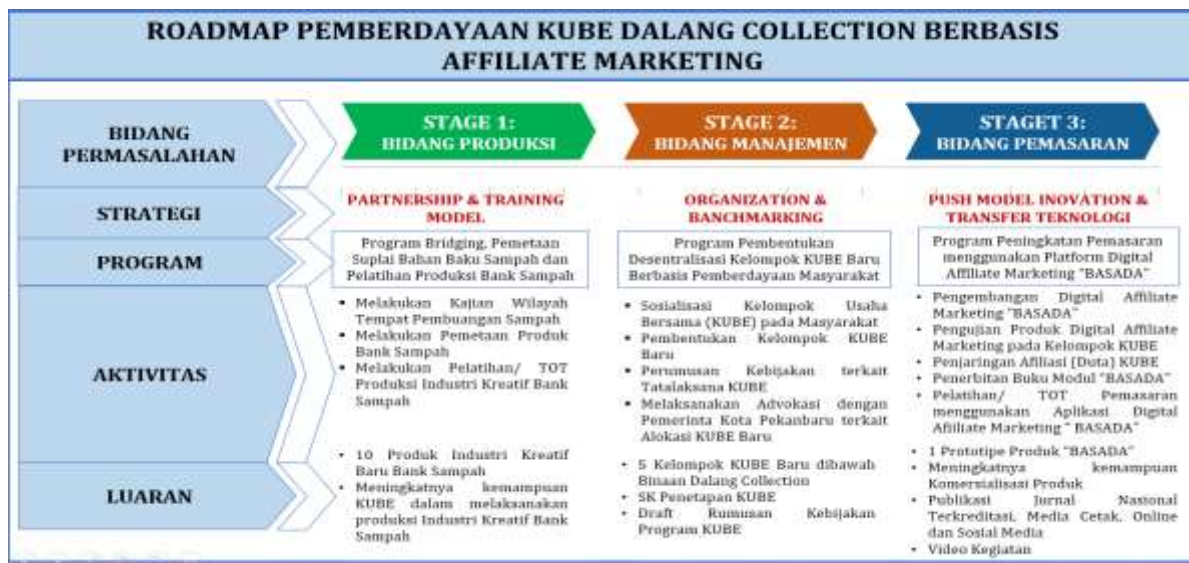 ROADMAP PEMBERDAYAAN KUBE DALANG COLLECTION BERBASIS
AFFILIATE MARKETING
BIDANG
PERMASALAHAN
STAGE 1:
BIDANG PRODUKSI
STAGE 2:
BIDANG MANAJEMEN
STAGET 3:
BIDANG PEMASARAN
STRATEGI
PARTNERSHIP & TRAINING
MODEL
ORGANIZATION &
BANCHMARKING
PUSH MODEL INOVATION &
TRANSFER TEKNOLOGI
PROGRAM
Program Bridging, Pemetaan
Suplai Bahan Baku Sampah dan
Pelatihan Produksi Bank Sampah
Program Pembentukan
Desentralisasi Kelompok KUBE Baru
Berbasis Pemberdayaan Masyarakat
Program Peningkatan Pemasaran
menggunakan Platform Digital
Affiliate Marketing "BASADA"
AKTIVITAS
▪ Melakukan Kajian Wilayah
Tempat Pembuangan Sampah
▪ Melakukan Pemetaan Produk
Bank Sampah
▪ Melakukan Pelatihan/ TOT
Produksi Industri Kreatif Bank
Sampah
▪ Sosialisasi Kelompok Usaha
Bersama (KUBE) pada Masyarakat
▪ Pembentukan Kelompok KUBE
Baru
▪ Perumusan Kebijakan terkait
Tatalaksana KUBE
▪ Melaksanakan Advokasi dengan
Pemerinta Kota Pekanbaru terkait
Alokasi KUBE Baru
• Pengembangan Digital Affiliate
Marketing "BASADA"
• Pengujian Produk Digital Affiliate
Marketing pada Kelompok KUBE
• Penjaringan Afiliasi (Duta) KUBE
• Penerbitan Buku Modul "BASADA"
• Pelatihan/ TOT Pemasaran
menggunakan Aplikasi Digital
Affiliate Marketing " BASADA"
LUARAN
• 10 Produk Industri Kreatif
Baru Bank Sampah
• Meningkatnya kemampuan
KUBE dalam melaksanakan
produksi Industri Kreatif Bank
Sampah
• 5 Kelompok KUBE Baru dibawah
Binaan Dalang Collection
• SK Penetapan KUBE
• Draft Rumusan Kebijakan
Program KUBE
• 1 Prototipe Produk "BASADA"
• Meningkatnya kemampuan
Komersialisasi Produk
• Publikasi Jurnal Nasional
Terkreditasi, Media Cetak, Online
dan Sosial Media
• Video Kegiatan